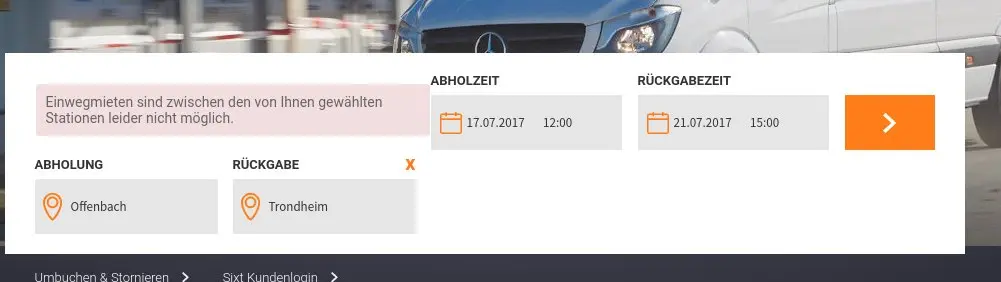 Einwegmieten sind zwischen den von Ihnen gewählten
Stationen leider nicht möglich.
ABHOLUNG
RÜCKGABE X
Offenbach
Trondheim
ABHOLZEIT
17.07.2017 12:00
RÜCKGABEZEIT
21.07.2017 15:00
Umbuchen & Stornieren
Sixt Kundenlogin